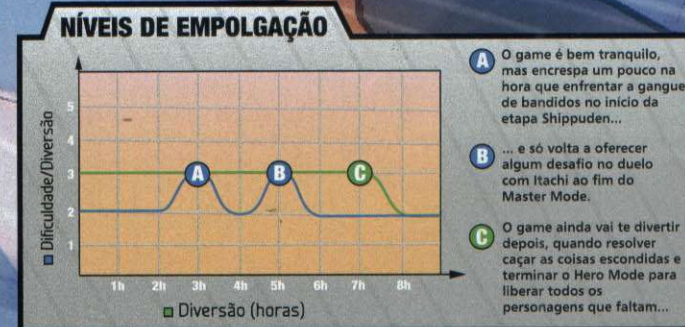 NÍVEIS DE EMPOLGAÇÃO
Dificuldade/Diversão
5
4
3
2
1
A
B
C
1h 2h 3h 4h 5h 6h 7h 8h
Diversão (horas)
A
O game é bem tranquilo,
mas encrespa um pouco na
hora que enfrentar a gangue
de bandidos no início da
etapa Shippuden...
B
... e só volta a oferecer
algum desafio no duelo
com Itachi ao fim do
Master Mode.
C
O game ainda vai te divertir
depois, quando resolver
caçar as coisas escondidas e
terminar o Hero Mode para
liberar todos os
personagens que faltam...